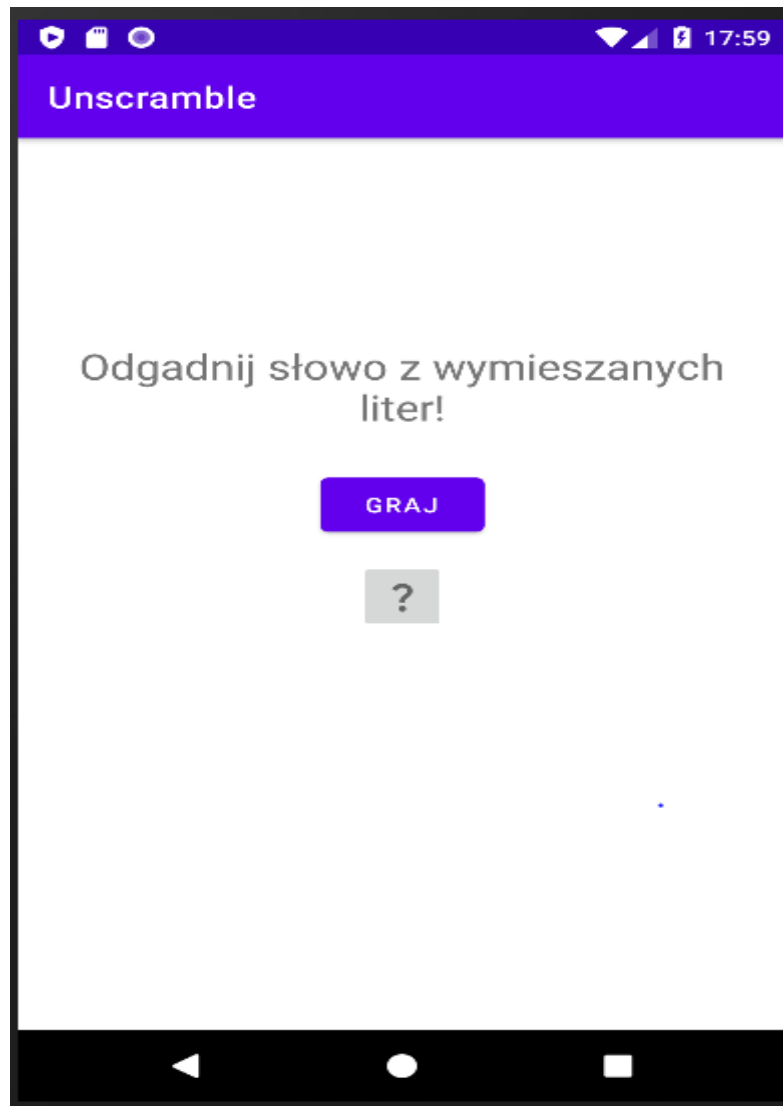 17:59
Unscramble
Odgadnij słowo z wymieszanych
liter!
GRAJ
?